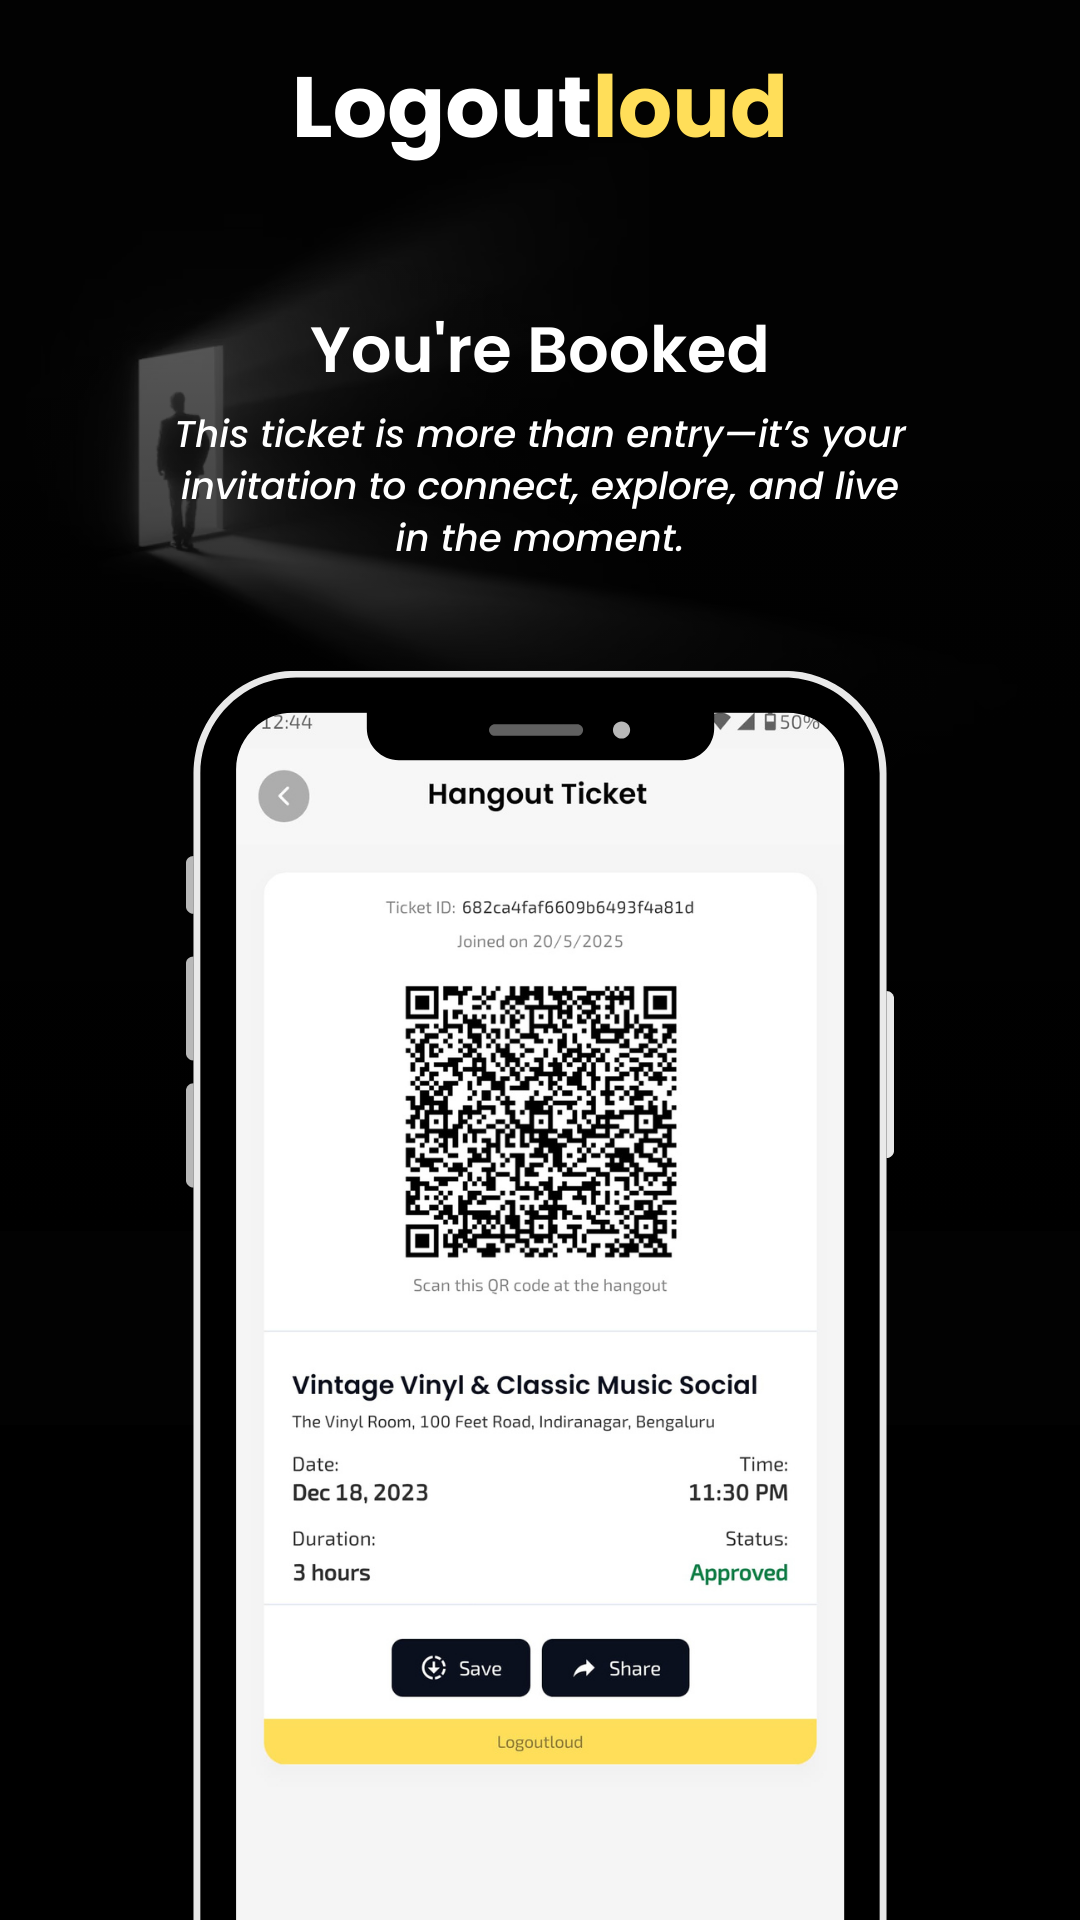 Logoutloud
You're Booked
This ticket is more than entry—it’s your
invitation to connect, explore, and live
in the moment.
12:44
50%
Hangout Ticket
Ticket ID: 682ca4faf6609b6493f4a81d
Joined on 20/5/2025
Scan this QR code at the hangout
Vintage Vinyl & Classic Music Social
The Vinyl Room, 100 Feet Road, Indiranagar, Bengaluru
Date: Time:
Dec 18, 2023 11:30 PM
Duration: Status:
3 hours Approved
Save Share
Logoutloud